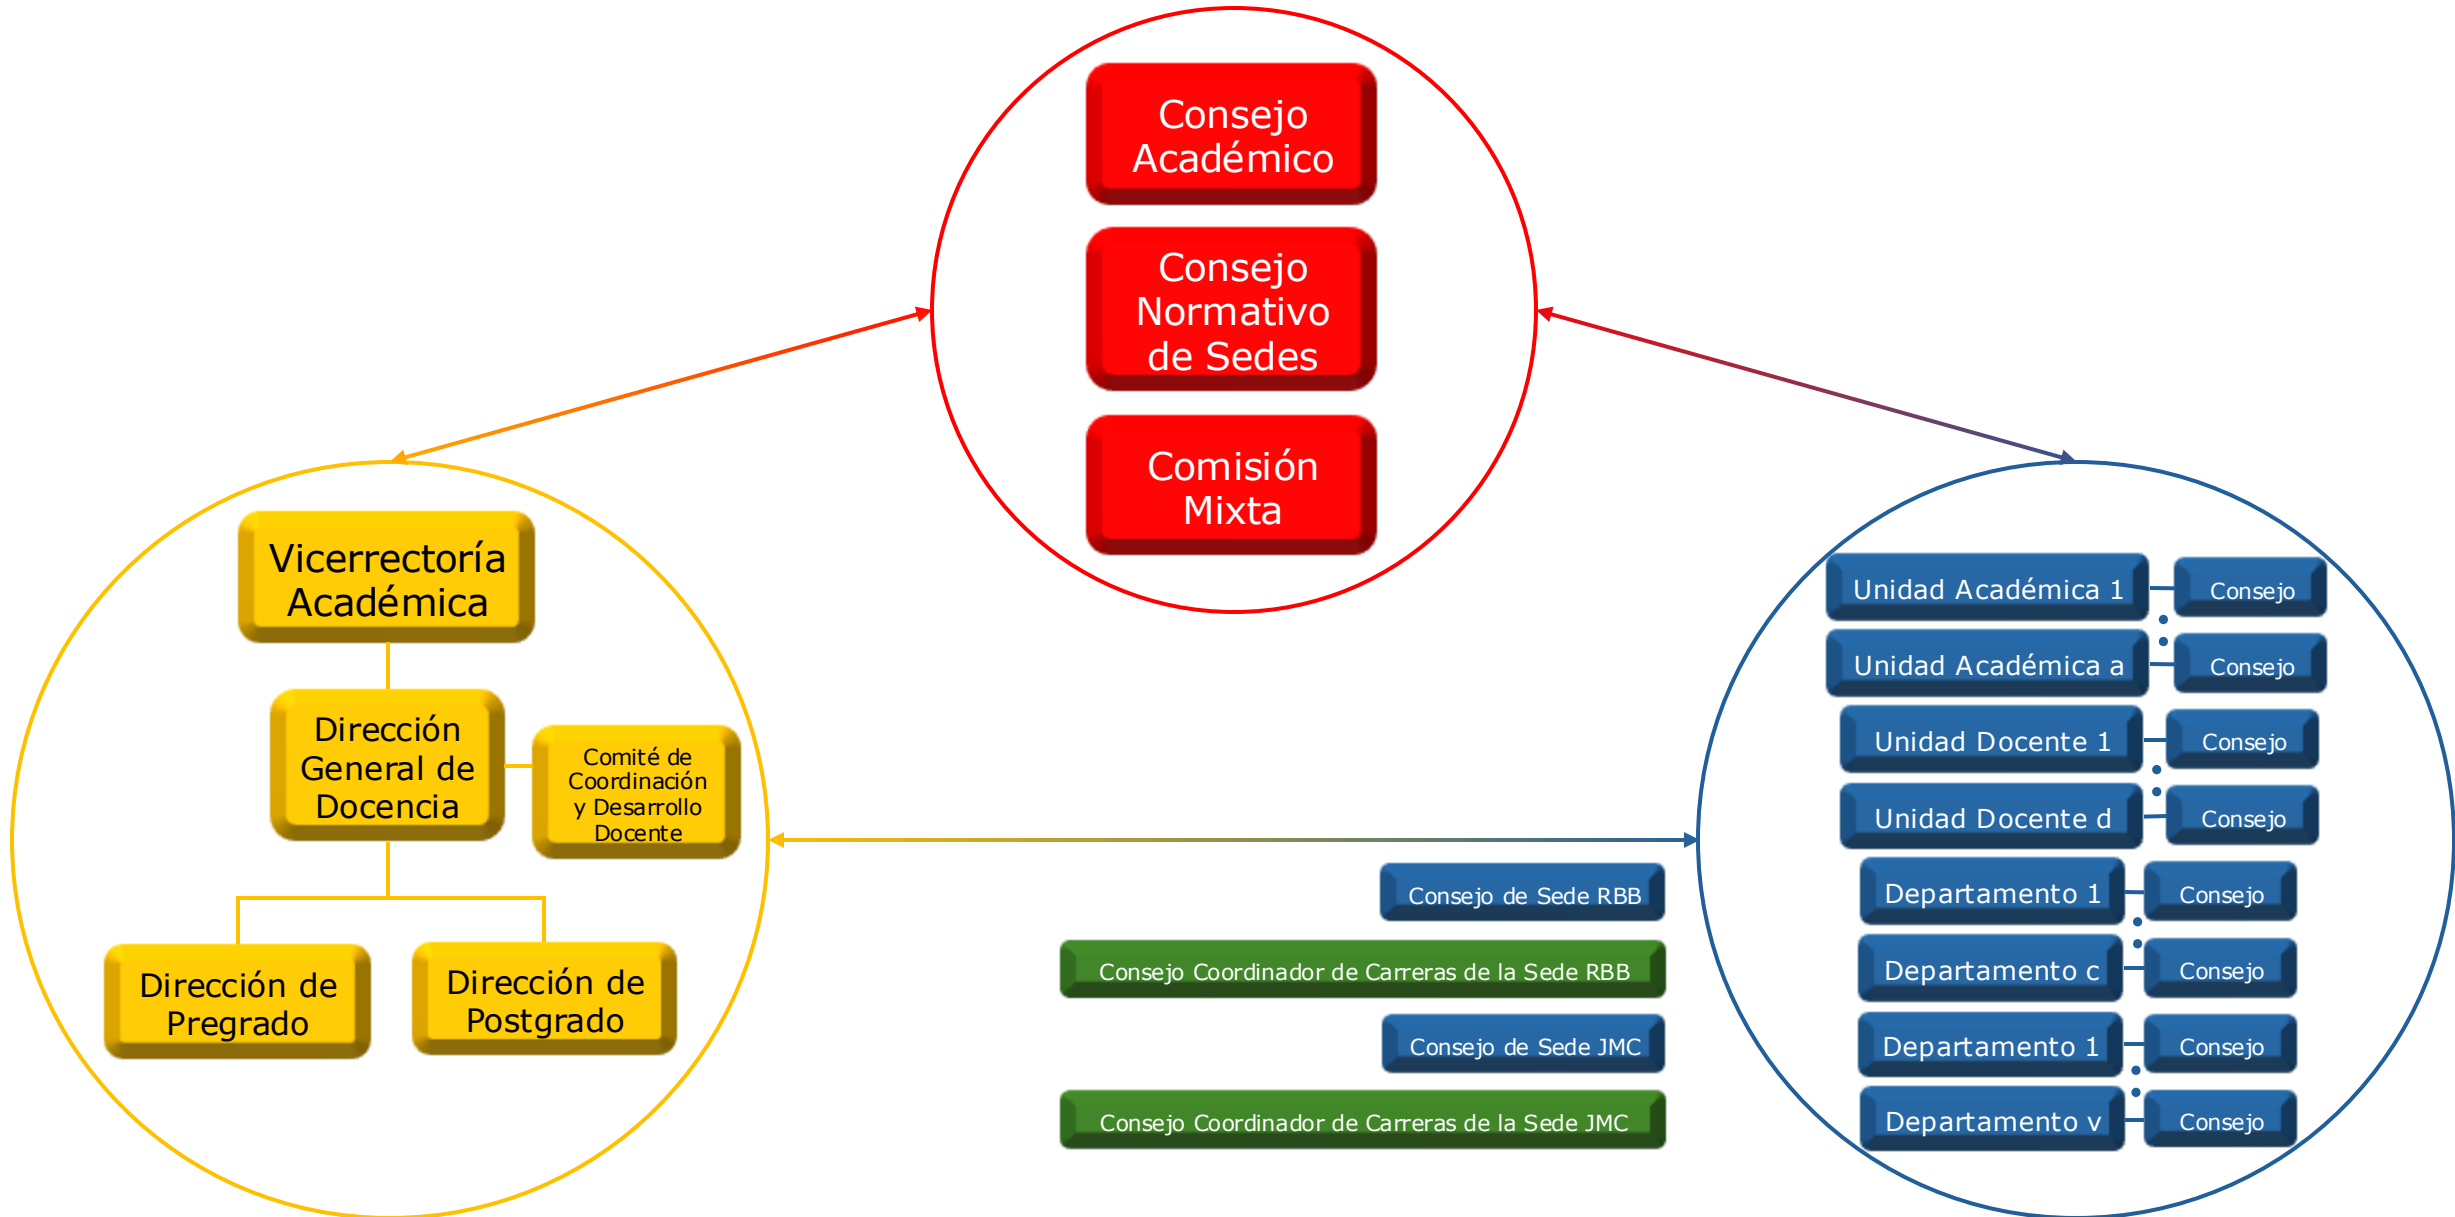 Consejo
Académico
Consejo
Normativo
de Sedes
Comisión
Mixta
Vicerrectoría
Académica
Dirección
General de
Docencia
Comité de
Coordinación
y Desarrollo
Docente
Dirección de
Pregrado
Dirección de
Postgrado
Consejo de Sede RBB
Consejo Coordinador de Carreras de la Sede RBB
Consejo de Sede JMC
Consejo Coordinador de Carreras de la Sede JMC
Unidad Académica 1
Consejo
Unidad Académica a
Consejo
Unidad Docente 1
Consejo
Unidad Docente d
Consejo
Departamento 1
Consejo
Departamento c
Consejo
Departamento 1
Consejo
Departamento v
Consejo